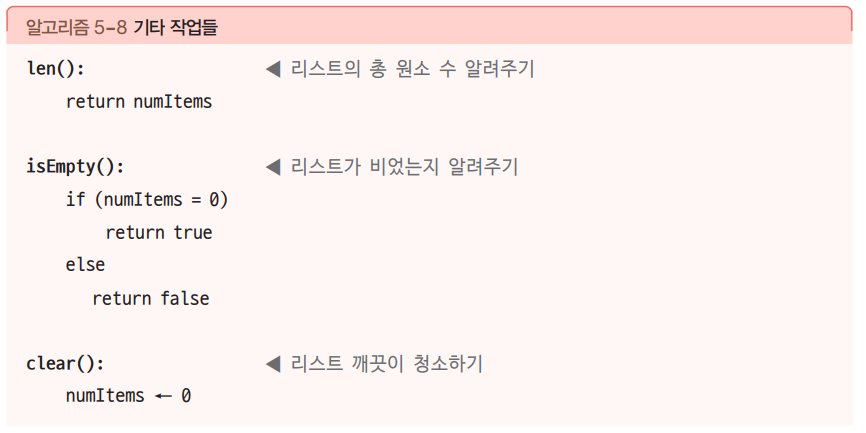 알고리즘 5-8 기타 작업들
len(): ◀ 리스트의 총 원소 수 알려주기
return numItems
isEmpty(): ◀ 리스트가 비었는지 알려주기
if (numItems = 0)
return true
else
return false
clear(): ◀ 리스트 깨끗이 청소하기
numItems ← 0